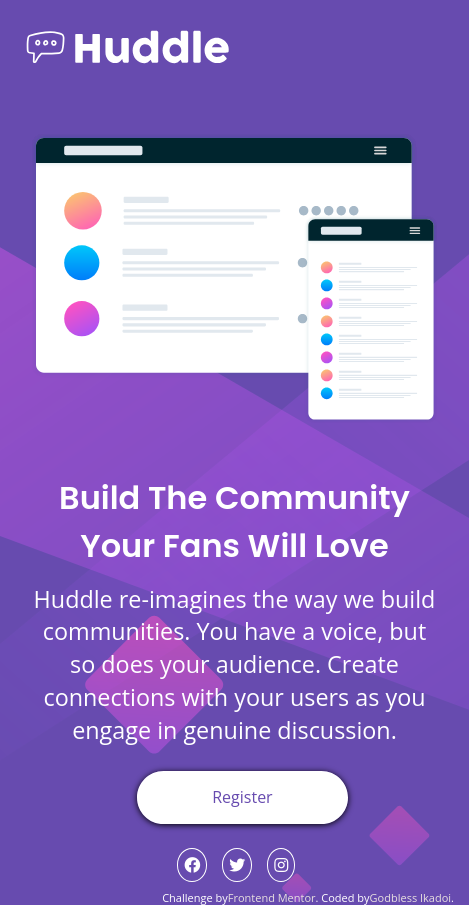 Huddle
Build The Community
Your Fans Will Love
Huddle re-imagines the way we build
communities. You have a voice, but
so does your audience. Create
connections with your users as you
engage in genuine discussion.
Register
Challenge byFrontend Mentor. Coded byGodbless Ikadoi.